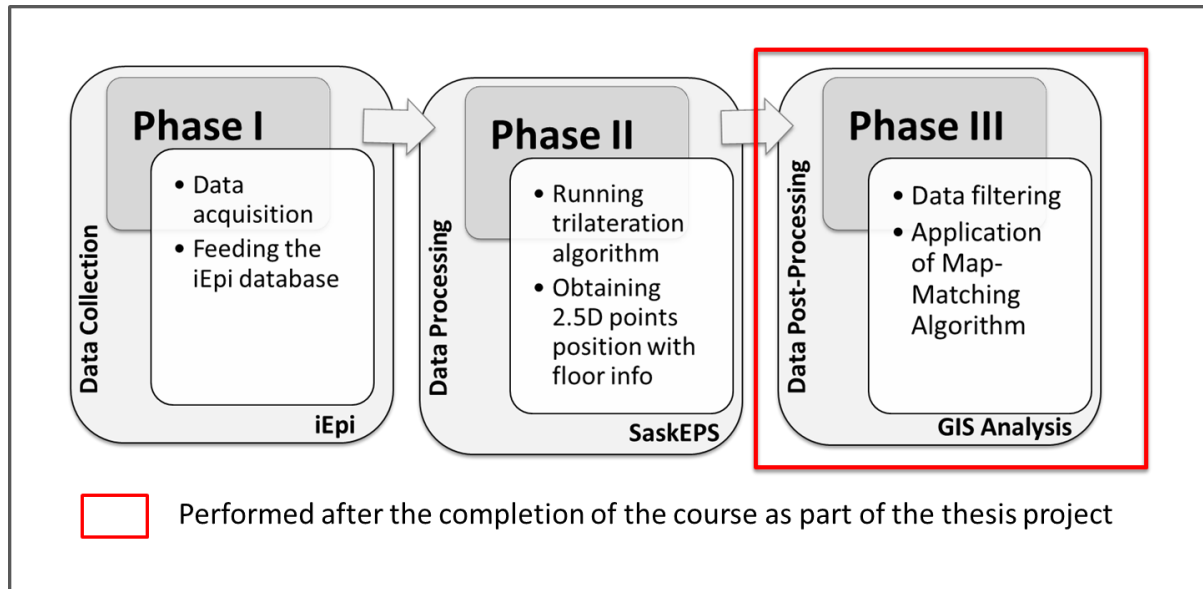 Phase I
• Data
acquisition
• Feeding the
iEpi database
Data Collection
iEpi
Phase II
• Running
trilateration
algorithm
• Obtaining
2.5D points
position with
floor info
Data Processing
SaskEPS
Phase III
• Data filtering
• Application
of Map-
Matching
Algorithm
Data Post-Processing
GIS Analysis
Performed after the completion of the course as part of the thesis project